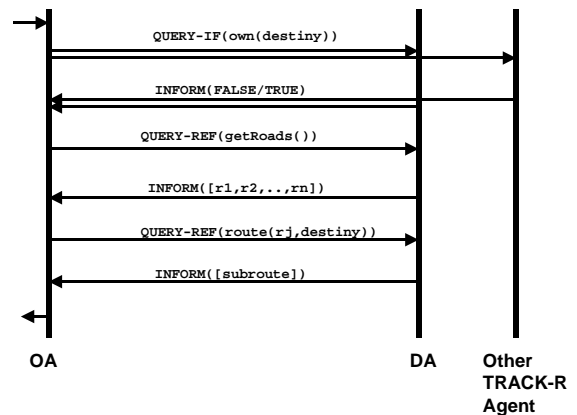 QUERY-IF(own(destiny))
INFORM(FALSE/TRUE)
QUERY-REF(getRoads())
INFORM([r1,r2,..,rn])
QUERY-REF(route(rj,destiny))
INFORM([subroute])
OA
DA
Other
TRACK-R
Agent